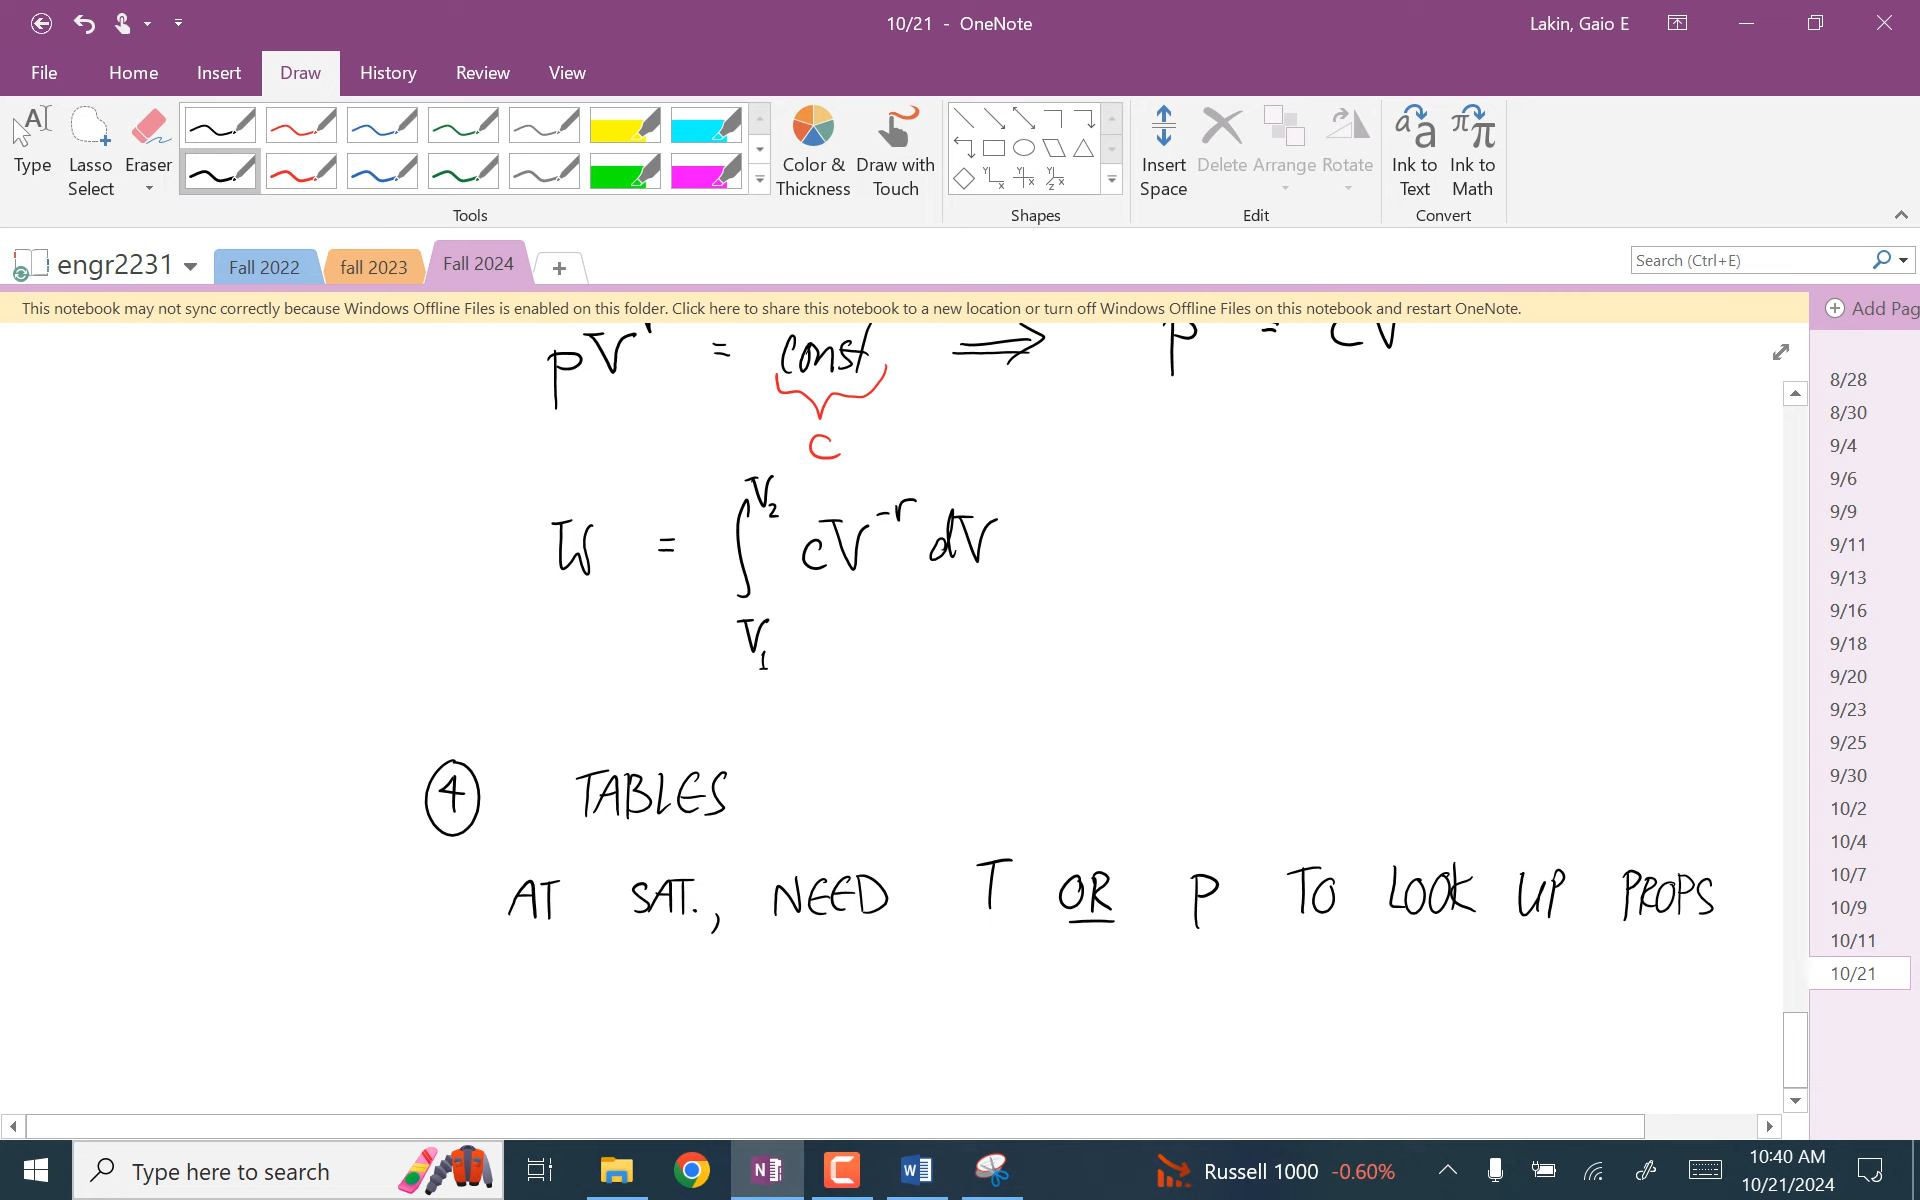 10/21 - OneNote
Lakin, Gaio E
File Home Insert Draw History Review View
Type
Lasso Select
Eraser
Color & Thickness
Draw with Touch
Insert Space
Delete
Arrange
Rotate
Ink to Text
Ink to Math
Tools
Shapes
Edit
Convert
engr2231
Fall 2022
fall 2023
Fall 2024
Search (Ctrl+E)
This notebook may not sync correctly because Windows Offline Files is enabled on this folder. Click here to share this notebook to a new location or turn off Windows Offline Files on this notebook and restart OneNote.
Add Pag
pV^r = const ⟹ p = cV
c
W = ∫_{V_1}^{V_2} cV^{-r} dV
④ TABLES
AT SAT., NEED T OR P TO LOOK UP PROPS
8/28
8/30
9/4
9/6
9/9
9/11
9/13
9/16
9/18
9/20
9/23
9/25
9/30
10/2
10/4
10/7
10/9
10/11
10/21
Type here to search
Russell 1000 -0.60%
10:40 AM
10/21/2024